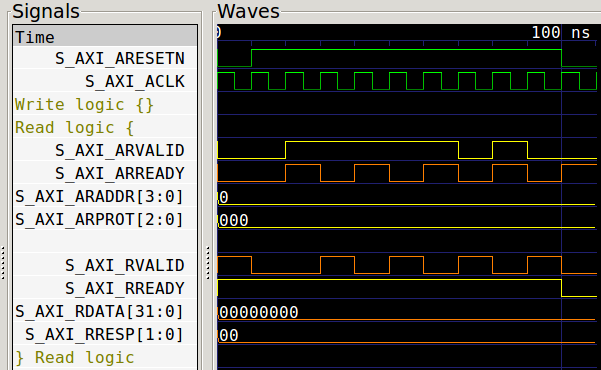 Signals
Waves
Time
0
100 ns
S_AXI_ARESETN
S_AXI_ACLK
Write logic {}
Read logic {
S_AXI_ARVALID
S_AXI_ARREADY
S_AXI_ARADDR[3:0]
0
S_AXI_ARPROT[2:0]
000
S_AXI_RVALID
S_AXI_RREADY
S_AXI_RDATA[31:0]
00000000
S_AXI_RRESP[1:0]
00
} Read logic